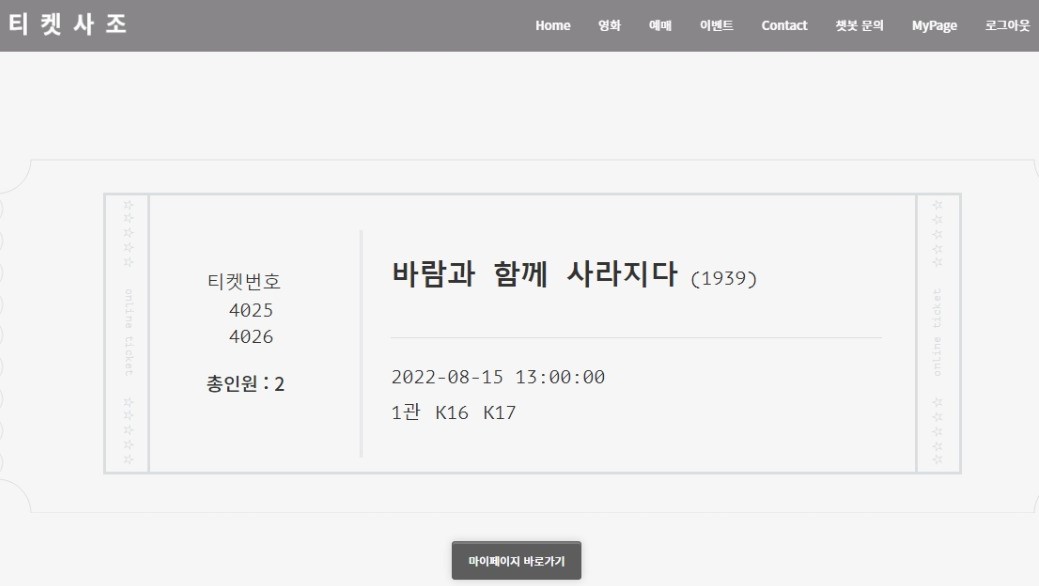 티켓사조
Home 영화 예매 이벤트 Contact 챗봇 문의 MyPage 로그아웃
☆☆☆☆☆ online ticket ☆☆☆☆☆
티켓번호
4025
4026
총인원 : 2
바람과 함께 사라지다 (1939)
2022-08-15 13:00:00
1관 K16 K17
☆☆☆☆☆ online ticket ☆☆☆☆☆
마이페이지 바로가기